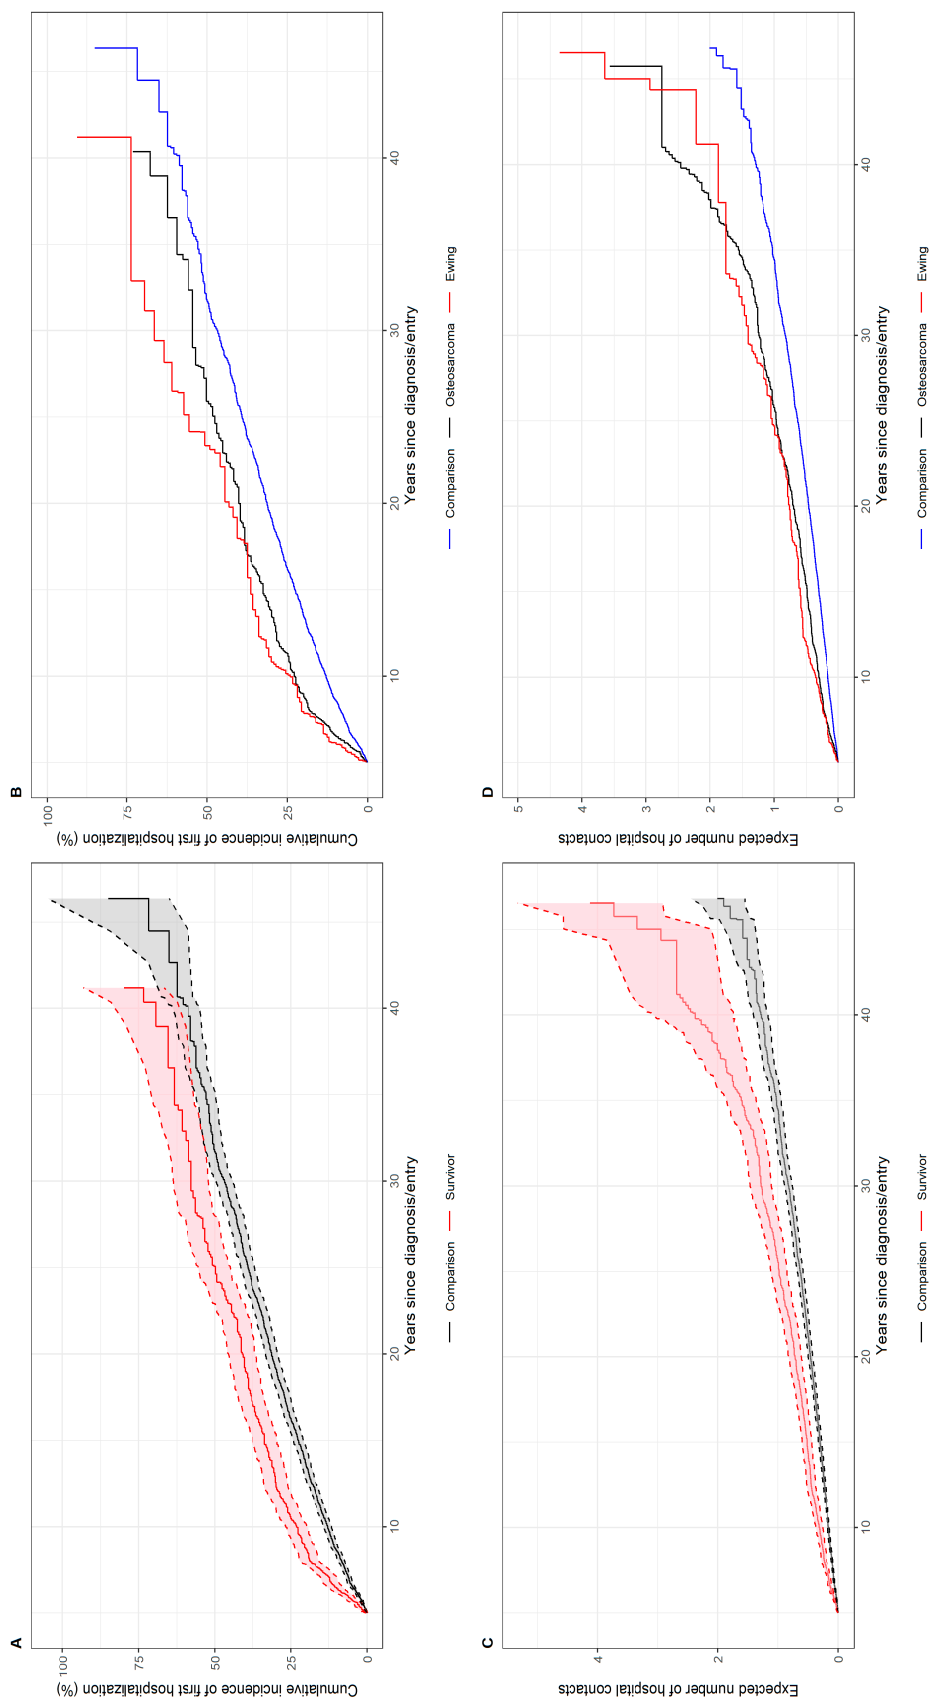 A
Cumulative incidence of first hospitalization (%)
100
75
50
25
0
10
20
30
40
Years since diagnosis/entry
Comparison
Survivor
B
Cumulative incidence of first hospitalization (%)
100
75
50
25
0
10
20
30
40
Years since diagnosis/entry
Comparison
Osteosarcoma
Ewing
C
Expected number of hospital contacts
4
2
0
10
20
30
40
Years since diagnosis/entry
Comparison
Survivor
D
Expected number of hospital contacts
5
4
3
2
1
0
10
20
30
40
Years since diagnosis/entry
Comparison
Osteosarcoma
Ewing